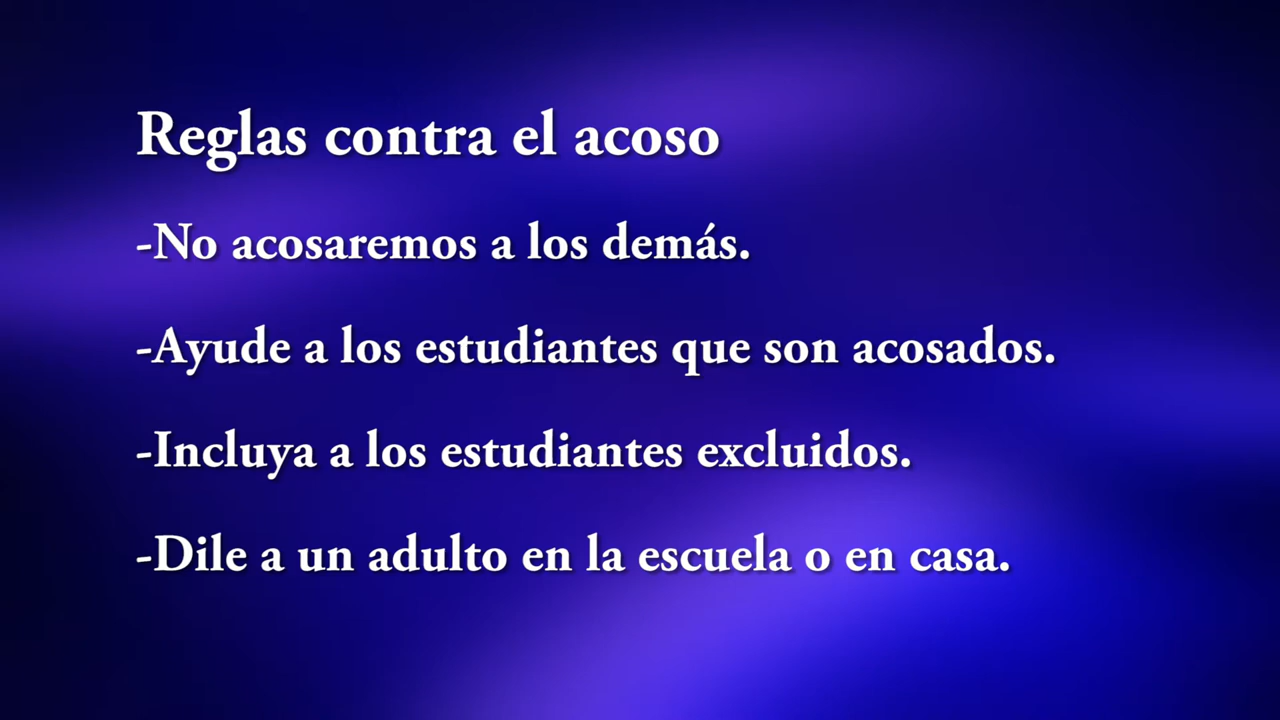 Reglas contra el acoso
-No acosaremos a los demás.
-Ayude a los estudiantes que son acosados.
-Incluya a los estudiantes excluidos.
-Dile a un adulto en la escuela o en casa.